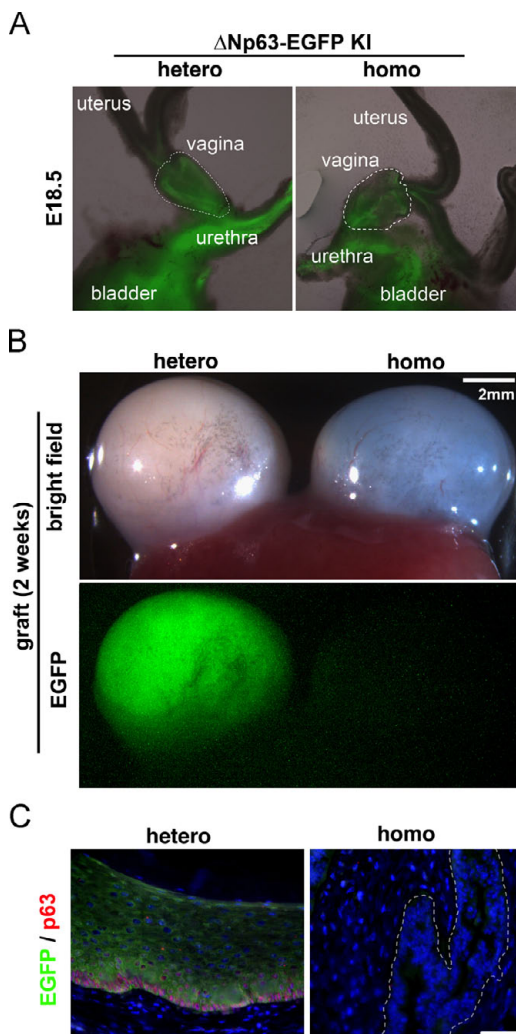 A
ΔNp63-EGFP KI
hetero homo
E18.5
uterus
vagina
urethra
bladder
uterus
vagina
urethra
bladder
B
hetero homo
graft (2 weeks)
bright field
2mm
EGFP
C
hetero homo
EGFP / p63